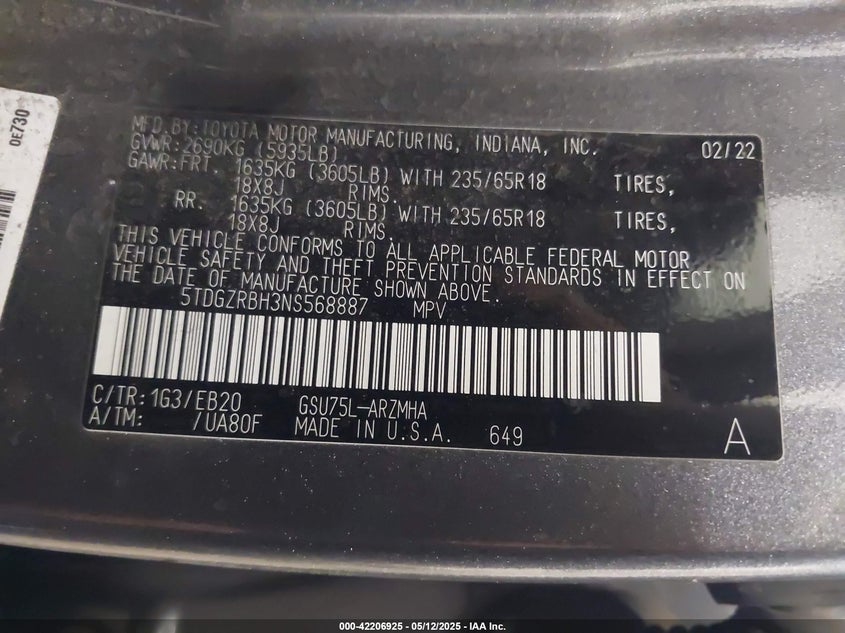 0E730
MFD.BY:TOYOTA MOTOR MANUFACTURING, INDIANA, INC. 02/22
GVWR:2690KG (5935LB)
GAWR:FRT. 1635KG (3605LB) WITH 235/65R18 TIRES,
18X8J RIMS.
RR. 1635KG (3605LB) WITH 235/65R18 TIRES,
18X8J RIMS.
THIS VEHICLE CONFORMS TO ALL APPLICABLE FEDERAL MOTOR
VEHICLE SAFETY AND THEFT PREVENTION STANDARDS IN EFFECT ON
THE DATE OF MANUFACTURE SHOWN ABOVE.
5TDGZRBH3NS568887 MPV
C/TR:1G3/EB20 GSU75L-ARZMHA
A/TM: /UA80F MADE IN U.S.A. 649 A
000-42206925 - 05/12/2025 - IAA Inc.